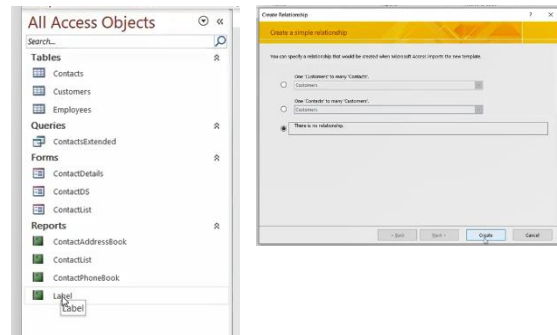 All Access Objects
Search...
Tables
Contacts
Customers
Employees
Queries
ContactsExtended
Forms
ContactDetails
ContactDS
ContactList
Reports
ContactAddressBook
ContactList
ContactPhoneBook
Label
Label
Create Relationship
Create a simple relationship
You can specify a relationship that would be created when Microsoft Access imports the new template.
One 'Customers' to many 'Contacts'.
Customers
One 'Contacts' to many 'Customers'.
Customers
There is no relationship.
< Back
Next >
Create
Cancel